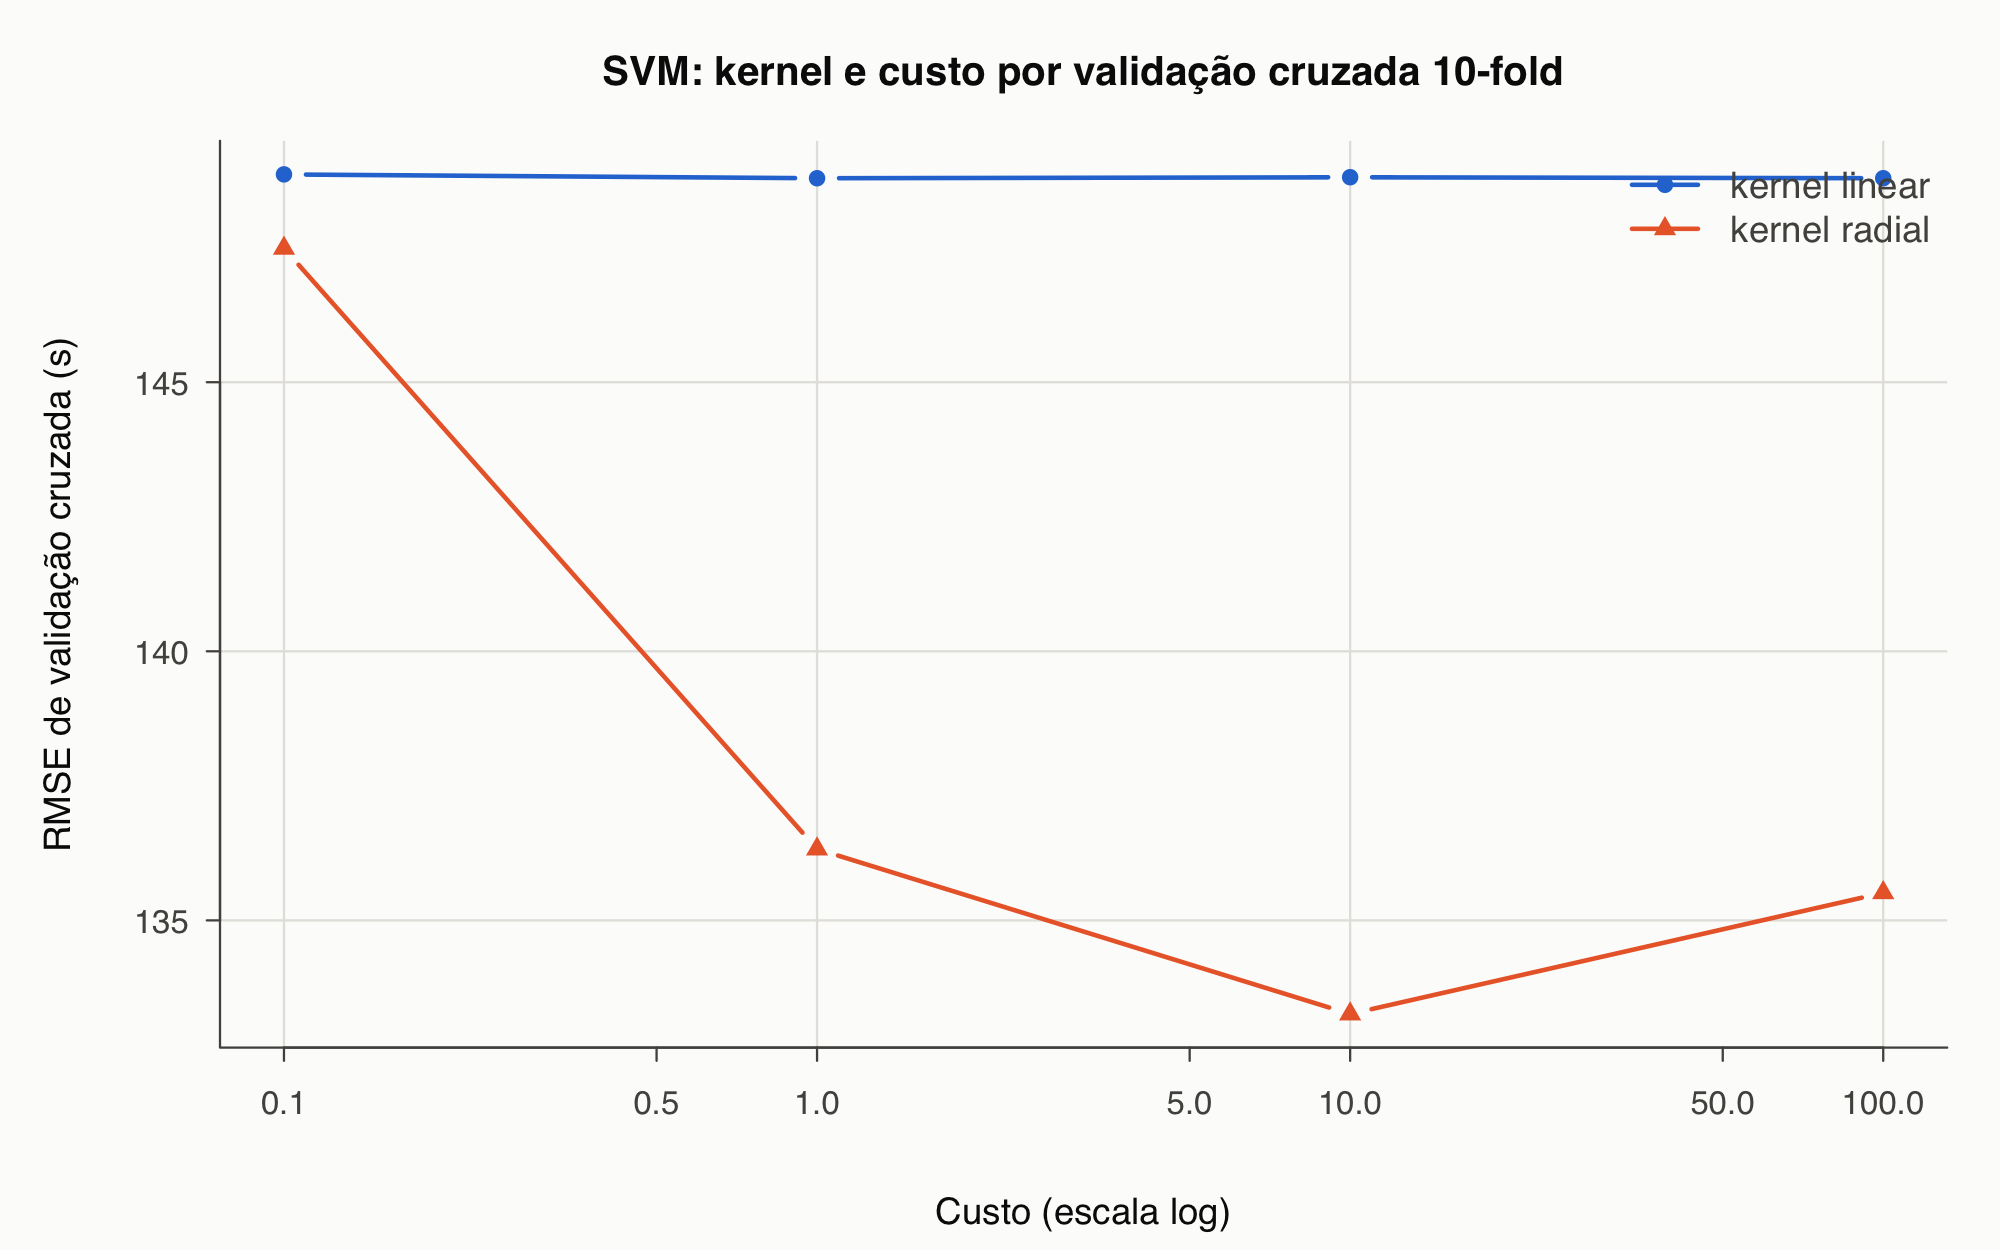 SVM: kernel e custo por validação cruzada 10-fold
kernel linear
kernel radial
RMSE de validação cruzada (s)
145
140
135
0.1 0.5 1.0 5.0 10.0 50.0 100.0
Custo (escala log)